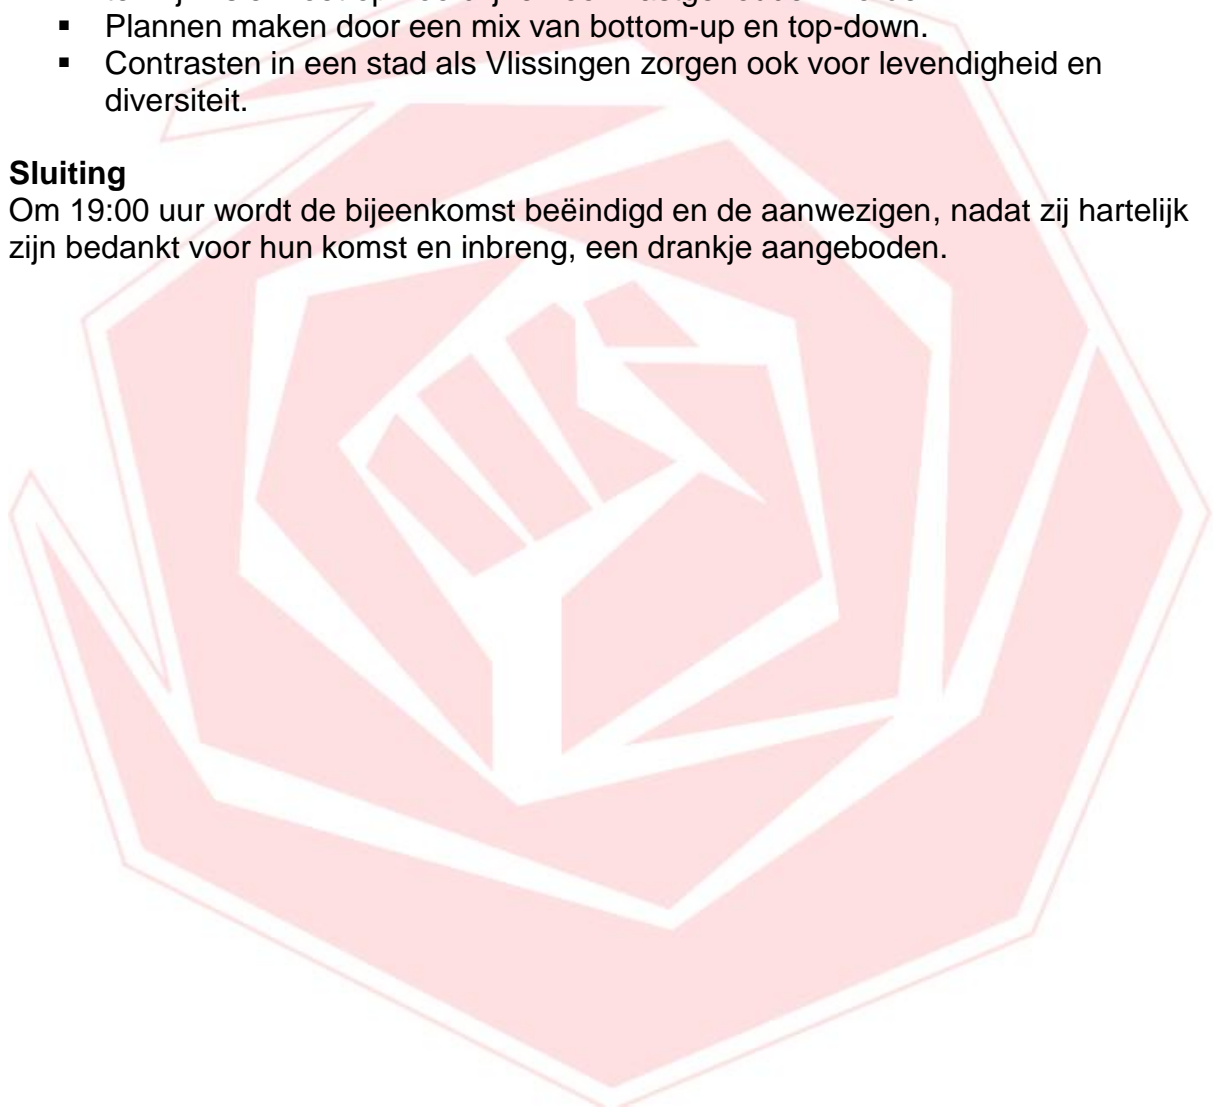 ▪ Plannen maken door een mix van bottom-up en top-down.
▪ Contrasten in een stad als Vlissingen zorgen ook voor levendigheid en
diversiteit.
Sluiting
Om 19:00 uur wordt de bijeenkomst beëindigd en de aanwezigen, nadat zij hartelijk
zijn bedankt voor hun komst en inbreng, een drankje aangeboden.